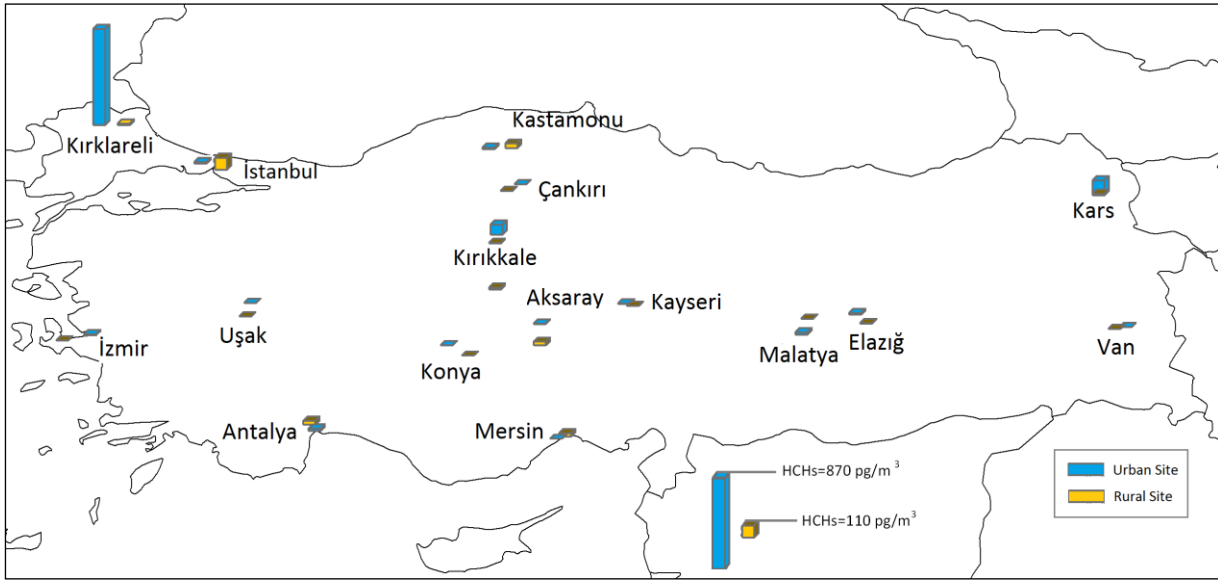 Kastamonu
Kırklareli
İstanbul
Çankırı
Kars
Kırıkkale
Aksaray
Kayseri
Uşak
İzmir
Konya
Malatya
Elazığ
Van
Antalya
Mersin
HCHs=870 pg/m³
Urban Site
Rural Site
HCHs=110 pg/m³